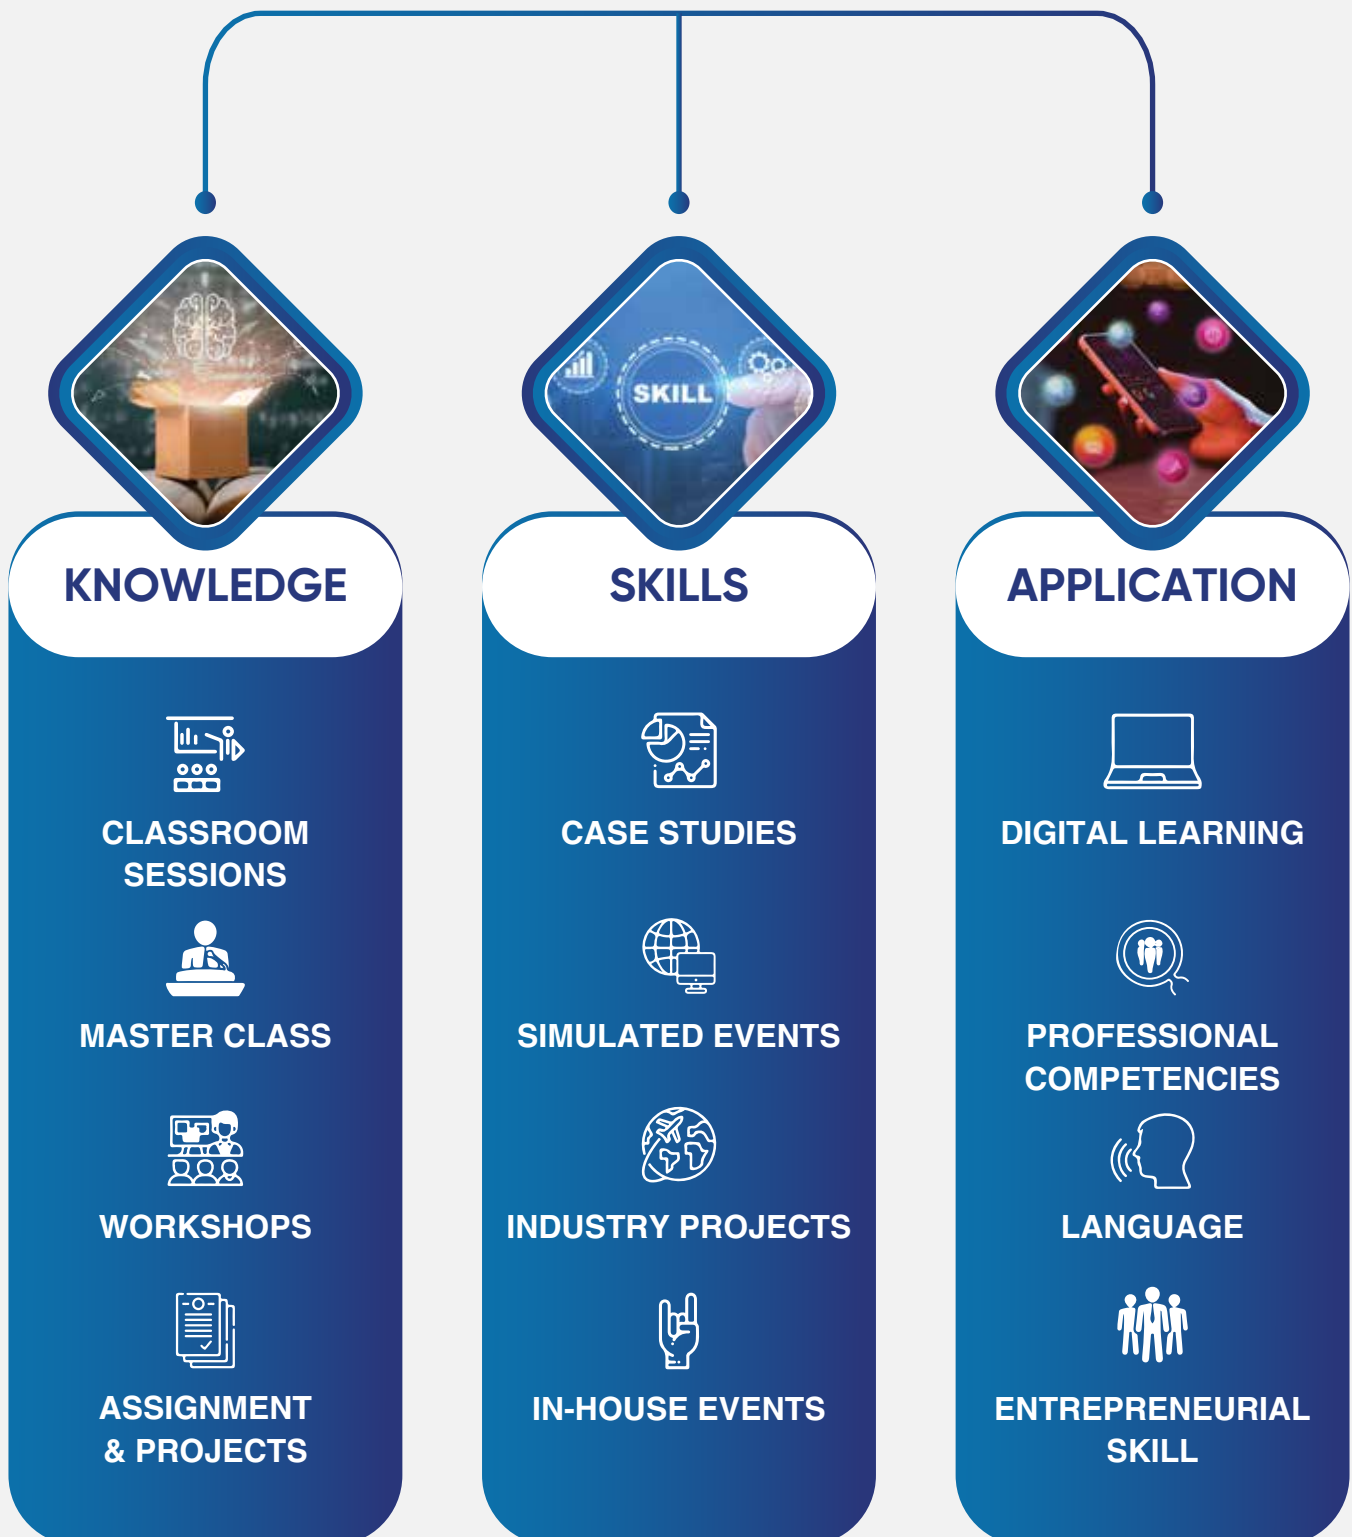 SKILL
KNOWLEDGE
CLASSROOM
SESSIONS
MASTER CLASS
WORKSHOPS
ASSIGNMENT
& PROJECTS
SKILLS
CASE STUDIES
SIMULATED EVENTS
INDUSTRY PROJECTS
IN-HOUSE EVENTS
APPLICATION
DIGITAL LEARNING
PROFESSIONAL
COMPETENCIES
LANGUAGE
ENTREPRENEURIAL
SKILL